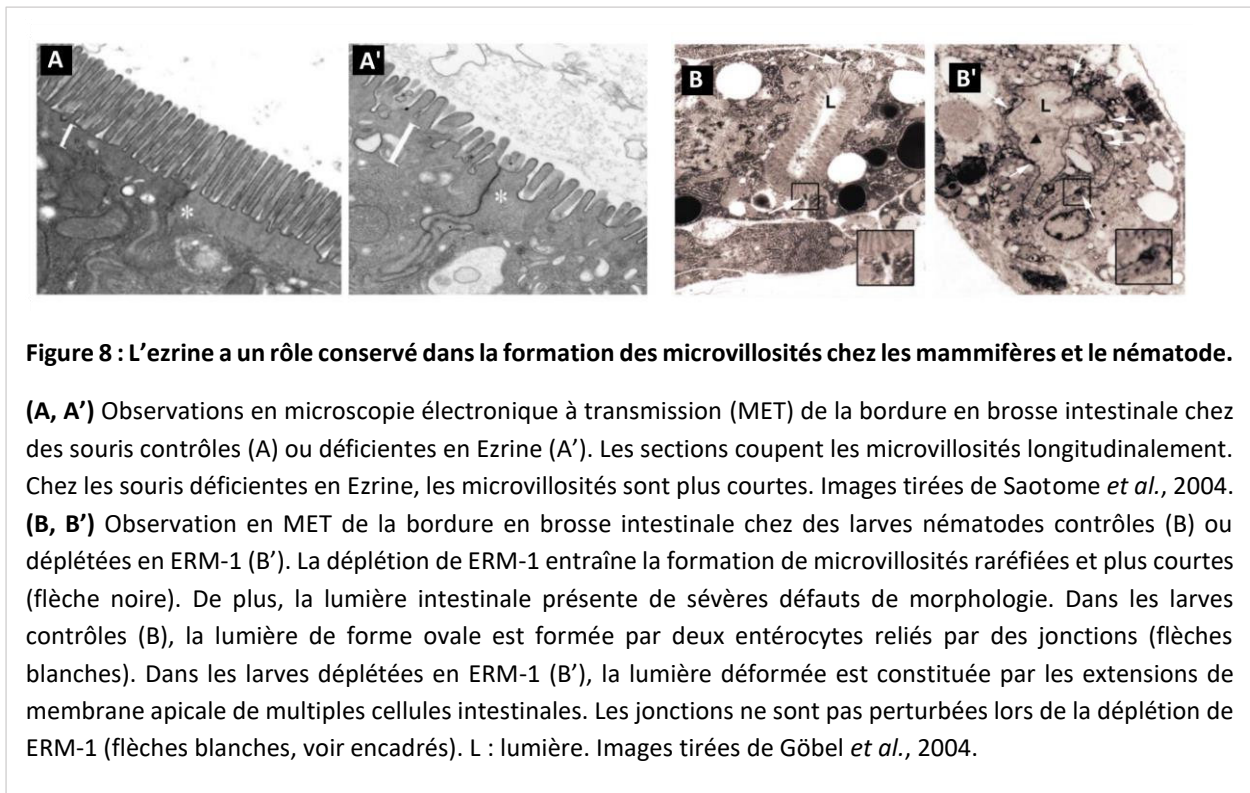 A A' B B'
L L
Figure 8 : L'ezrine a un rôle conservé dans la formation des microvillosités chez les mammifères et le nématode.
(A, A') Observations en microscopie électronique à transmission (MET) de la bordure en brosse intestinale chez
des souris contrôles (A) ou déficientes en Ezrine (A'). Les sections coupent les microvillosités longitudinalement.
Chez les souris déficientes en Ezrine, les microvillosités sont plus courtes. Images tirées de Saotome et al., 2004.
(B, B') Observation en MET de la bordure en brosse intestinale chez des larves nématodes contrôles (B) ou
déplétées en ERM-1 (B'). La déplétion de ERM-1 entraîne la formation de microvillosités raréfiées et plus courtes
(flèche noire). De plus, la lumière intestinale présente de sévères défauts de morphologie. Dans les larves
contrôles (B), la lumière de forme ovale est formée par deux entérocytes reliés par des jonctions (flèches
blanches). Dans les larves déplétées en ERM-1 (B'), la lumière déformée est constituée par les extensions de
membrane apicale de multiples cellules intestinales. Les jonctions ne sont pas perturbées lors de la déplétion de
ERM-1 (flèches blanches, voir encadrés). L : lumière. Images tirées de Göbel et al., 2004.